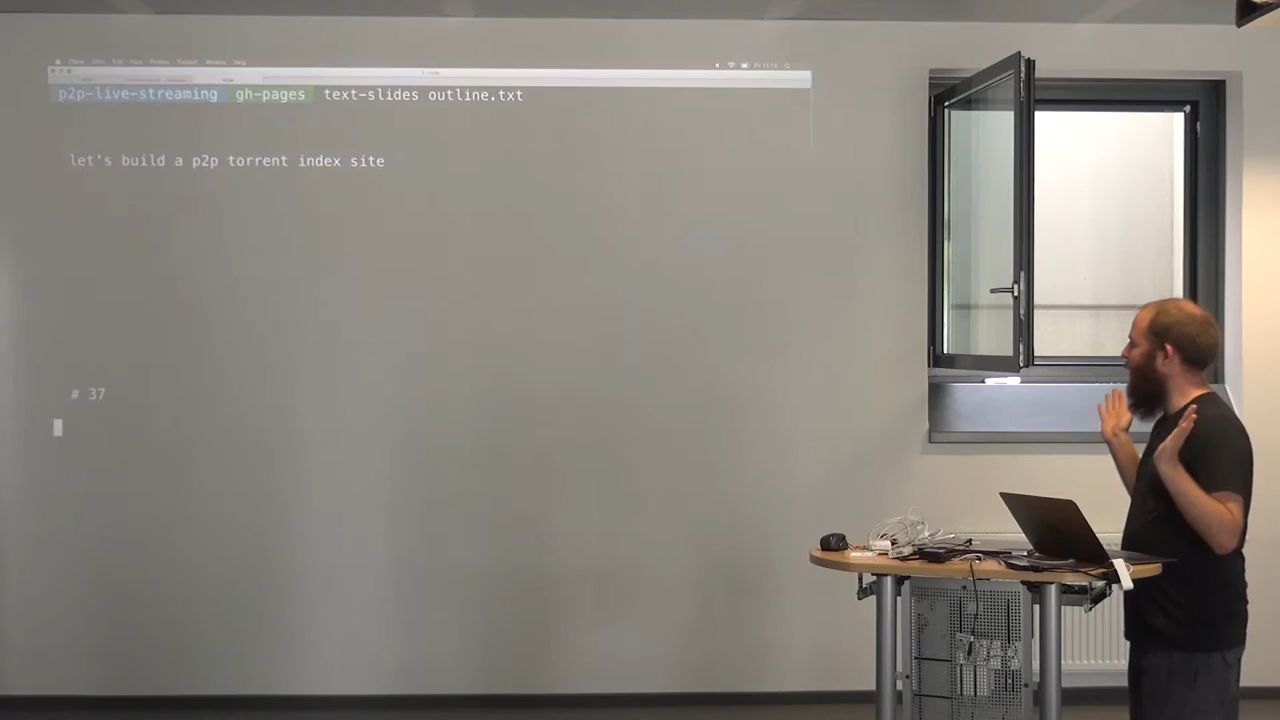 p2p-live-streaming gh-pages text-slides outline.txt
let's build a p2p torrent index site
# 37